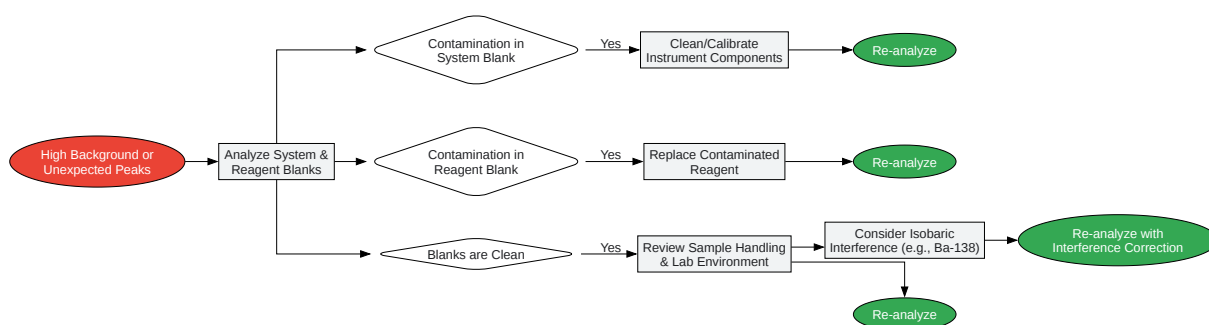 Contamination in
System Blank
Yes
Clean/Calibrate
Instrument Components
Re-analyze
High Background or
Unexpected Peaks
Analyze System &
Reagent Blanks
Contamination in
Reagent Blank
Yes
Replace Contaminated
Reagent
Re-analyze
Blanks are Clean
Yes
Review Sample Handling
& Lab Environment
Consider Isobaric
Interference (e.g., Ba-138)
Re-analyze with
Interference Correction
Re-analyze